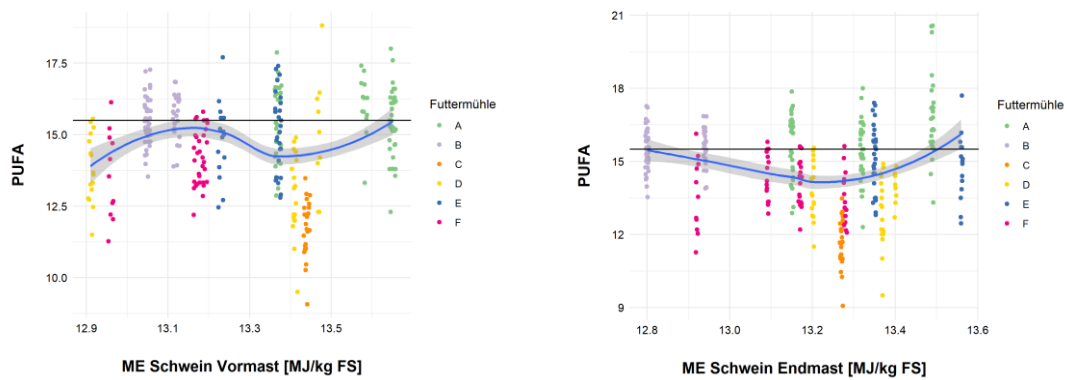 PUFA
17.5
15.0
12.5
10.0
12.9
13.1
13.3
13.5
ME Schwein Vormast [MJ/kg FS]
Futtermühle
A
B
C
D
E
F
PUFA
21
18
15
12
9
12.8
13.0
13.2
13.4
13.6
ME Schwein Endmast [MJ/kg FS]
Futtermühle
A
B
C
D
E
F